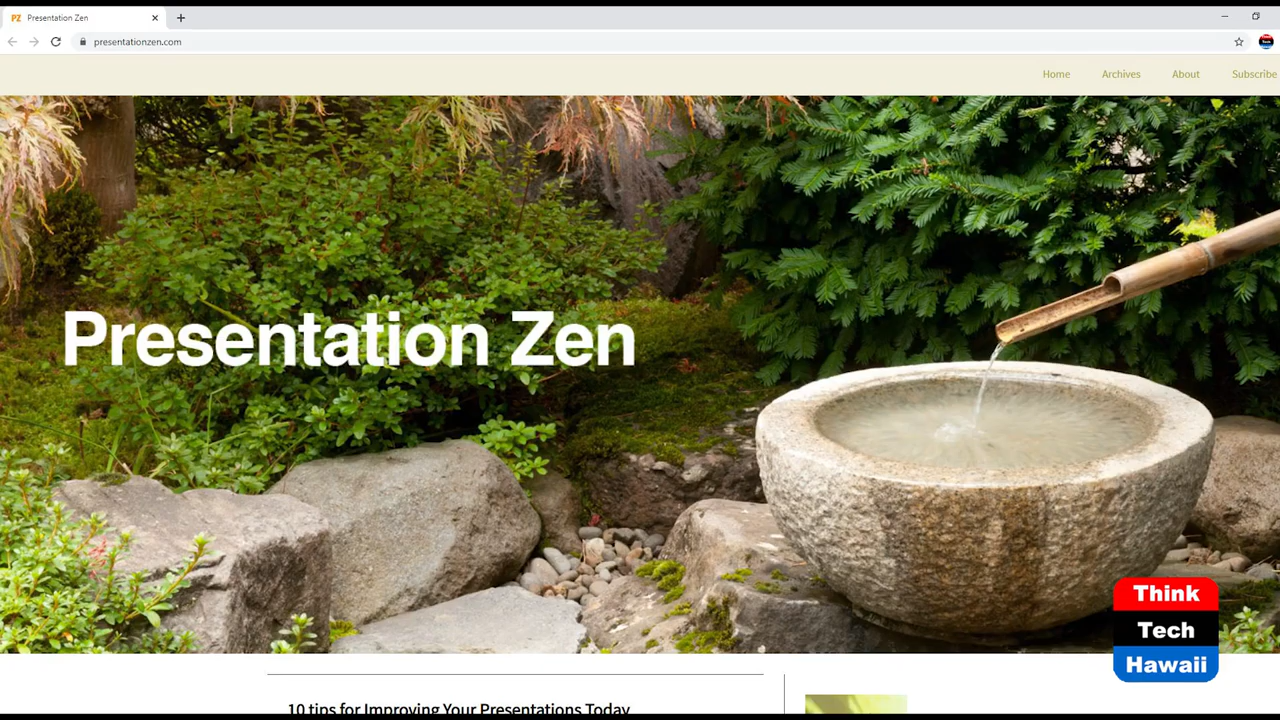 PZ Presentation Zen
presentationzen.com
Home Archives About Subscribe
Presentation Zen
Think
Tech
Hawaii
10 tips for Improving Your Presentations Today